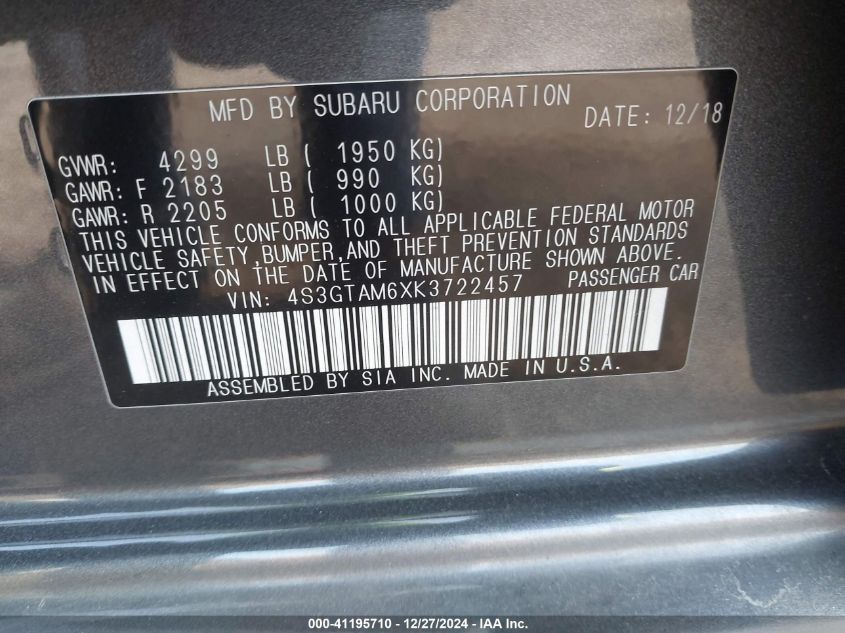 MFD BY SUBARU CORPORATION DATE: 12/18
GVWR: 4299 LB ( 1950 KG)
GAWR: F 2183 LB ( 990 KG)
GAWR: R 2205 LB ( 1000 KG)
THIS VEHICLE CONFORMS TO ALL APPLICABLE FEDERAL MOTOR
VEHICLE SAFETY,BUMPER,AND THEFT PREVENTION STANDARDS
IN EFFECT ON THE DATE OF MANUFACTURE SHOWN ABOVE.
VIN: 4S3GTAM6XK3722457 PASSENGER CAR
ASSEMBLED BY SIA INC. MADE IN U.S.A.
000-41195710 - 12/27/2024 - IAA Inc.